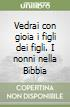 Vedrai con
gioia i figli
dei figli. I
nonni nella
Bibbia